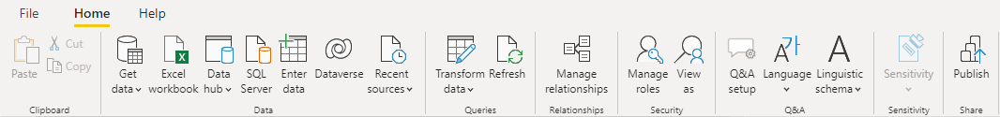 File Home Help
Paste
Cut
Copy
Clipboard
Get
data
Excel
workbook
Data
hub
SQL
Server
Enter
data
Dataverse
Recent
sources
Data
Transform
data
Refresh
Queries
Manage
relationships
Relationships
Manage
roles
View
as
Security
Q&A
setup
Language
Linguistic
schema
Q&A
Sensitivity
Sensitivity
Publish
Share